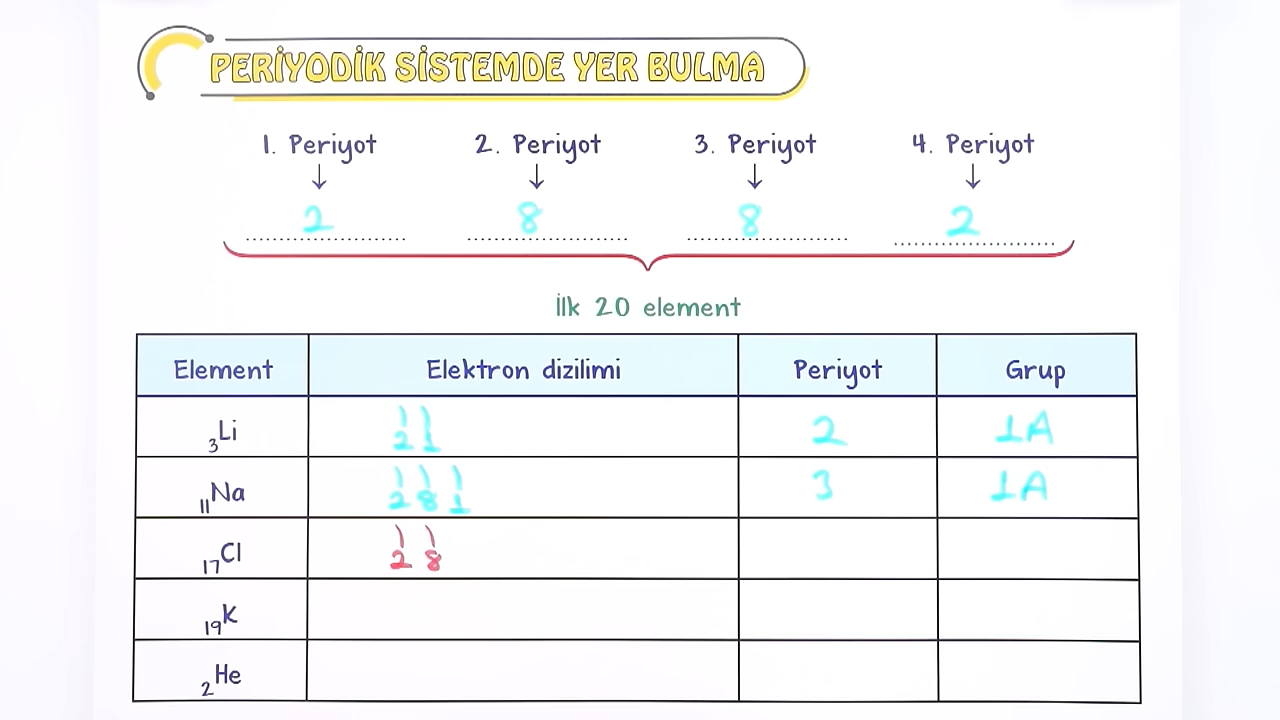 PERİYODİK SİSTEMDE YER BULMA
1. Periyot 2. Periyot 3. Periyot 4. Periyot
2 8 8 2
İlk 20 element
Element Elektron dizilimi Periyot Grup
3Li 2 1 2 1A
11Na 2 8 1 3 1A
17Cl 2 8
19K
2He